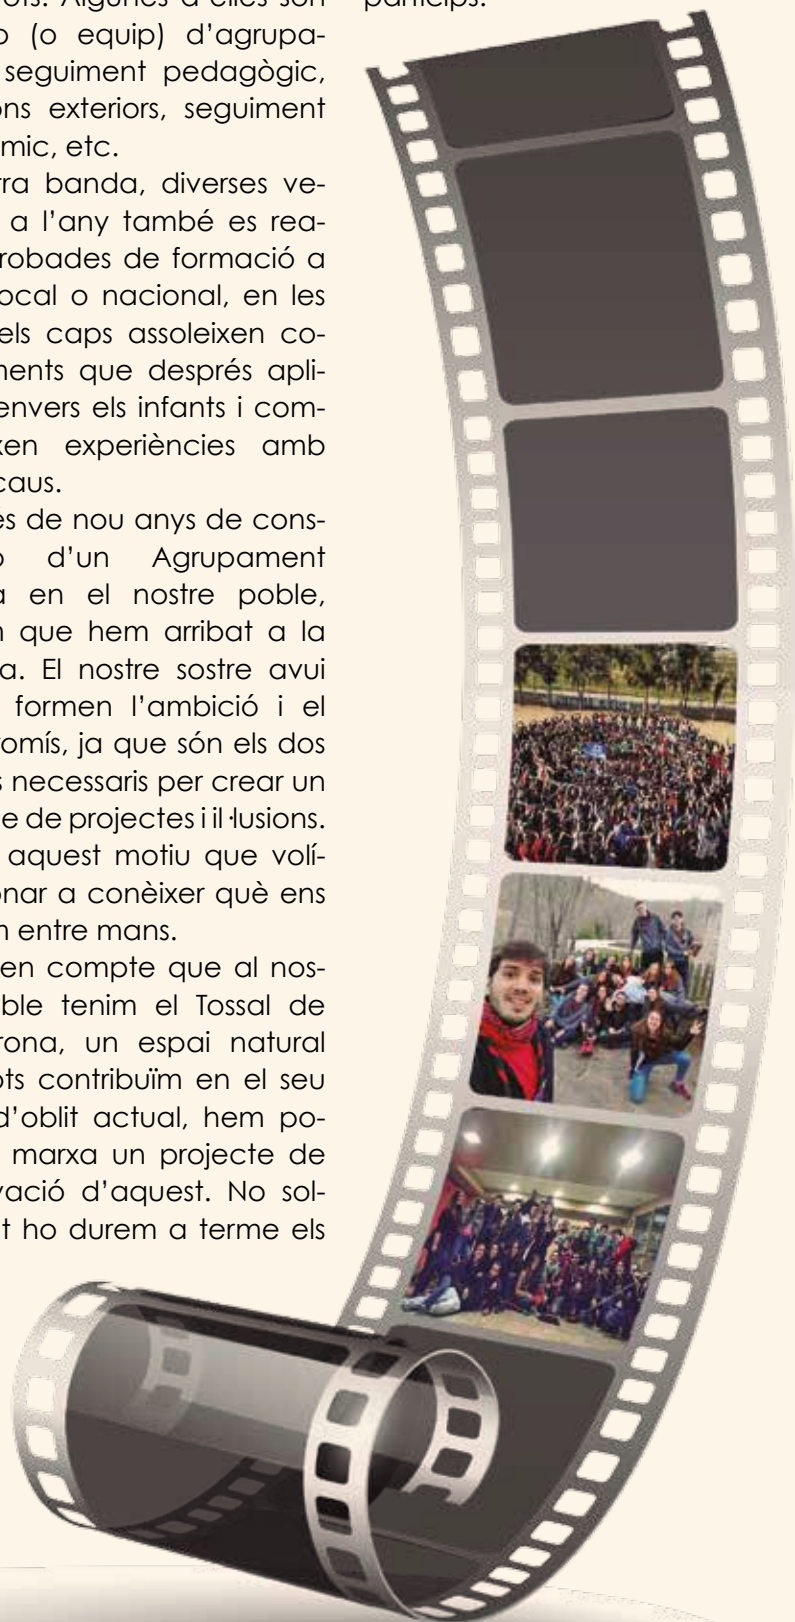 ots. Algunes d'elles són
o (o equip) d'agrupa-
seguiment pedagògic,
ons exteriors, seguiment
mic, etc.
rra banda, diverses ve-
a l'any també es rea-
robades de formació a
ocal o nacional, en les
els caps assoleixen co-
ments que després apli-
envers els infants i com-
xen experiències amb
caus.
és de nou anys de cons-
o d'un Agrupament
a en el nostre poble,
m que hem arribat a la
a. El nostre sostre avui
formen l'ambició i el
romís, ja que són els dos
s necessaris per crear un
e de projectes i il·lusions.
aquest motiu que volí-
onar a conèixer què ens
m entre mans.
en compte que al nos-
ble tenim el Tossal de
rona, un espai natural
ots contribuïm en el seu
d'oblit actual, hem po-
marxa un projecte de
vació d'aquest. No sol-
t ho durem a terme els
partícips.